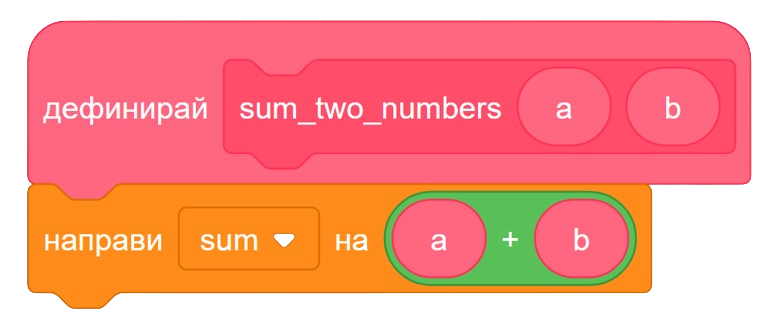 дефинирай sum_two_numbers a b
направи sum на a + b